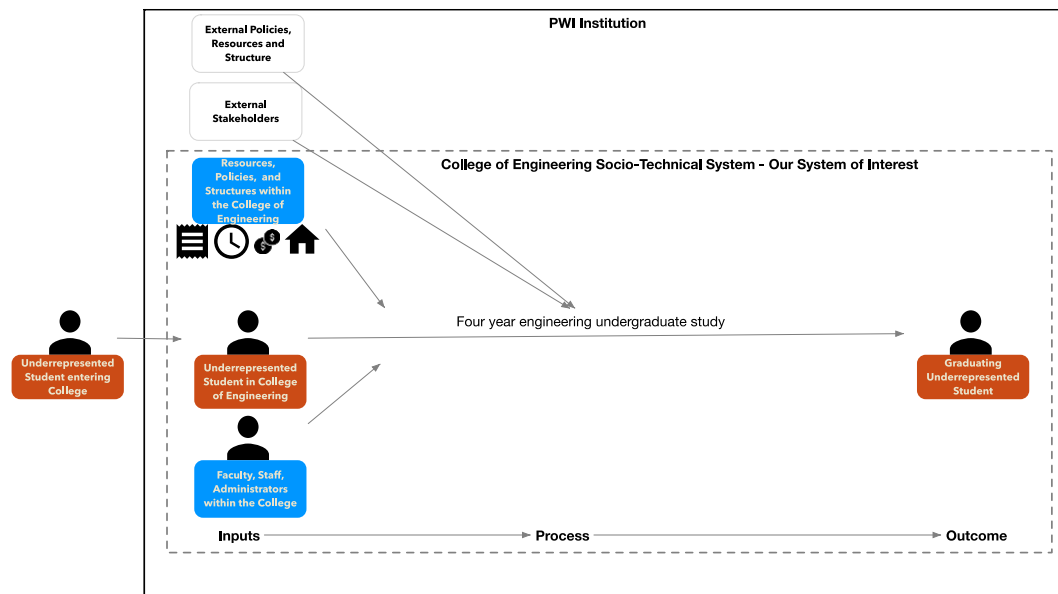 PWI Institution
External Policies,
Resources and
Structure
External
Stakeholders
College of Engineering Socio-Technical System - Our System of Interest
Resources,
Policies, and
Structures within
the College of
Engineering
$
$
Four year engineering undergraduate study
Underrepresented
Student entering
College
Underrepresented
Student in College
of Engineering
Graduating
Underrepresented
Student
Faculty, Staff,
Administrators
within the College
Inputs
Process
Outcome